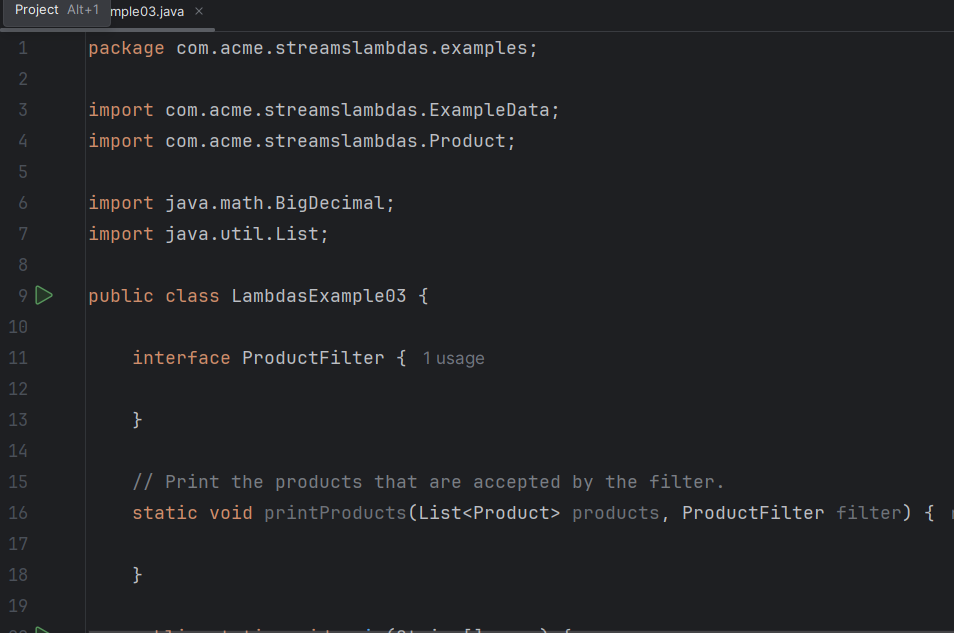 Project Alt+1 mple03.java ×
1 package com.acme.streamslambdas.examples;
2
3 import com.acme.streamslambdas.ExampleData;
4 import com.acme.streamslambdas.Product;
5
6 import java.math.BigDecimal;
7 import java.util.List;
8
9 public class LambdasExample03 {
10
11 interface ProductFilter { 1 usage
12
13 }
14
15 // Print the products that are accepted by the filter.
16 static void printProducts(List<Product> products, ProductFilter filter) {
17
18 }
19